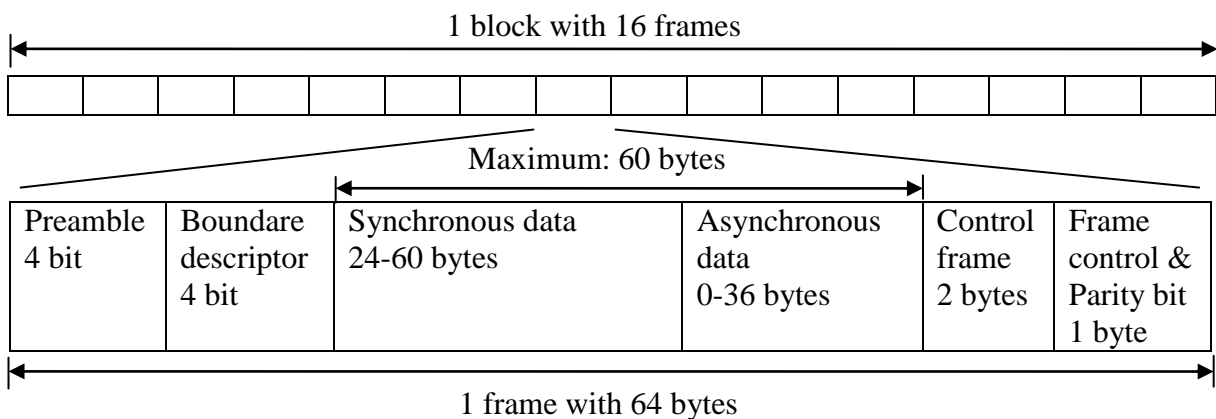 1 block with 16 frames
Maximum: 60 bytes
Preamble
4 bit
Boundare
descriptor
4 bit
Synchronous data
24-60 bytes
Asynchronous
data
0-36 bytes
Control
frame
2 bytes
Frame
control &
Parity bit
1 byte
1 frame with 64 bytes